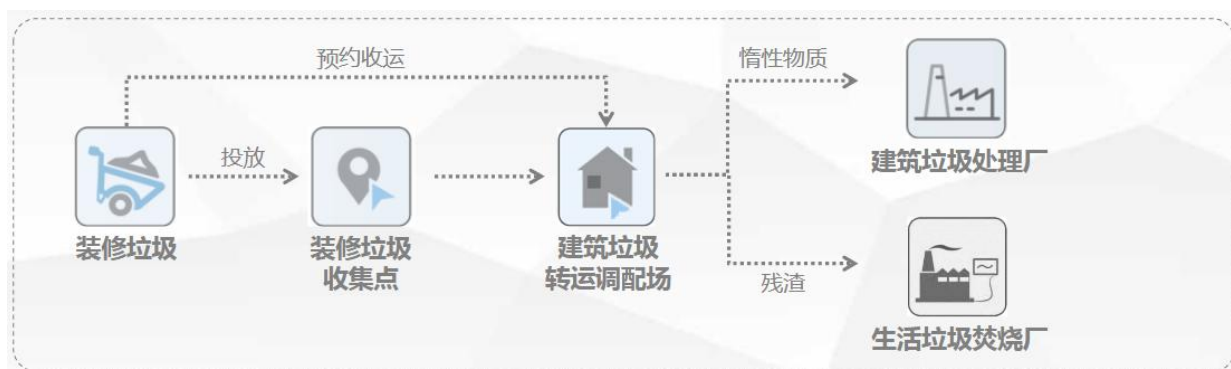 预约收运
惰性物质
投放
建筑垃圾处理厂
装修垃圾
装修垃圾
收集点
建筑垃圾
转运调配场
残渣
生活垃圾焚烧厂